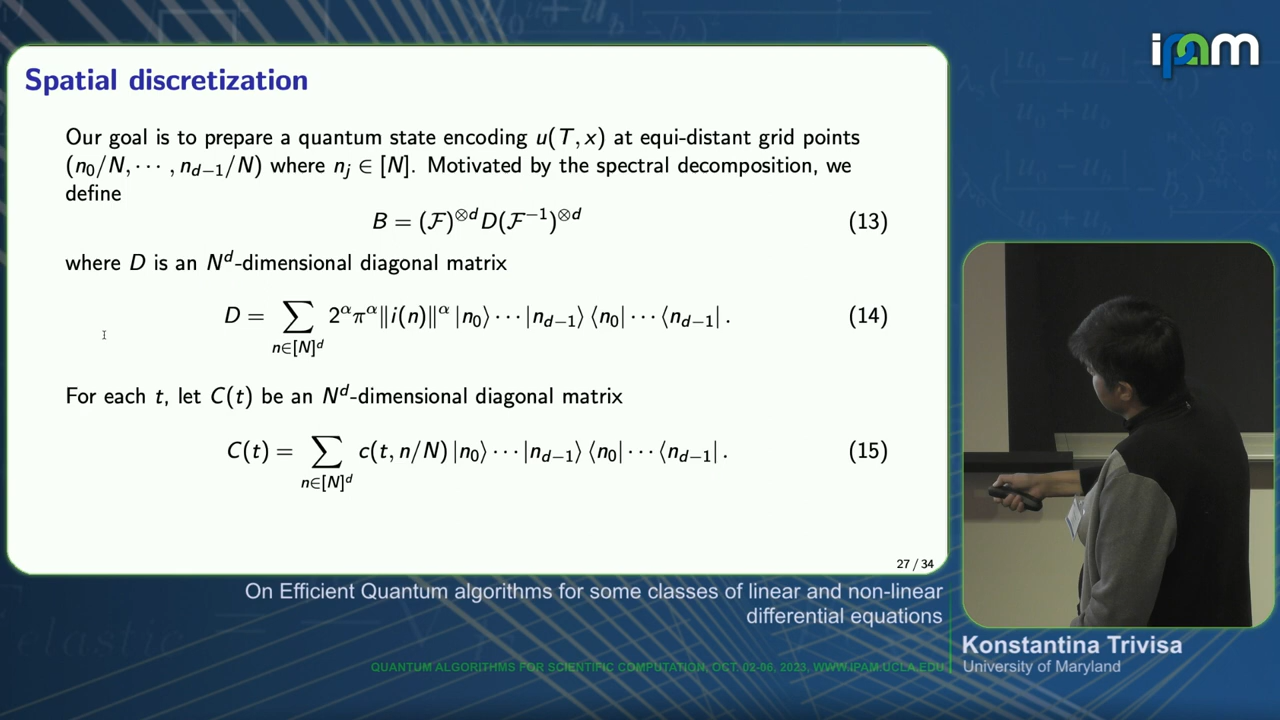 ipam
Spatial discretization
Our goal is to prepare a quantum state encoding u(T, x) at equi-distant grid points
(n₀/N, ⋯ , n_{d−1}/N) where n_j ∈ [N]. Motivated by the spectral decomposition, we
define
B = (ℱ)^{⊗d} D(ℱ^{−1})^{⊗d} (13)
where D is an N^d-dimensional diagonal matrix
D = ∑_{n∈[N]^d} 2^α π^α ‖i(n)‖^α |n₀⟩ ⋯ |n_{d−1}⟩ ⟨n₀| ⋯ ⟨n_{d−1}| . (14)
For each t, let C(t) be an N^d-dimensional diagonal matrix
C(t) = ∑_{n∈[N]^d} c(t, n/N) |n₀⟩ ⋯ |n_{d−1}⟩ ⟨n₀| ⋯ ⟨n_{d−1}| . (15)
27 / 34
On Efficient Quantum algorithms for some classes of linear and non-linear
differential equations
Konstantina Trivisa
University of Maryland
QUANTUM ALGORITHMS FOR SCIENTIFIC COMPUTATION, OCT. 02-06, 2023, WWW.IPAM.UCLA.EDU